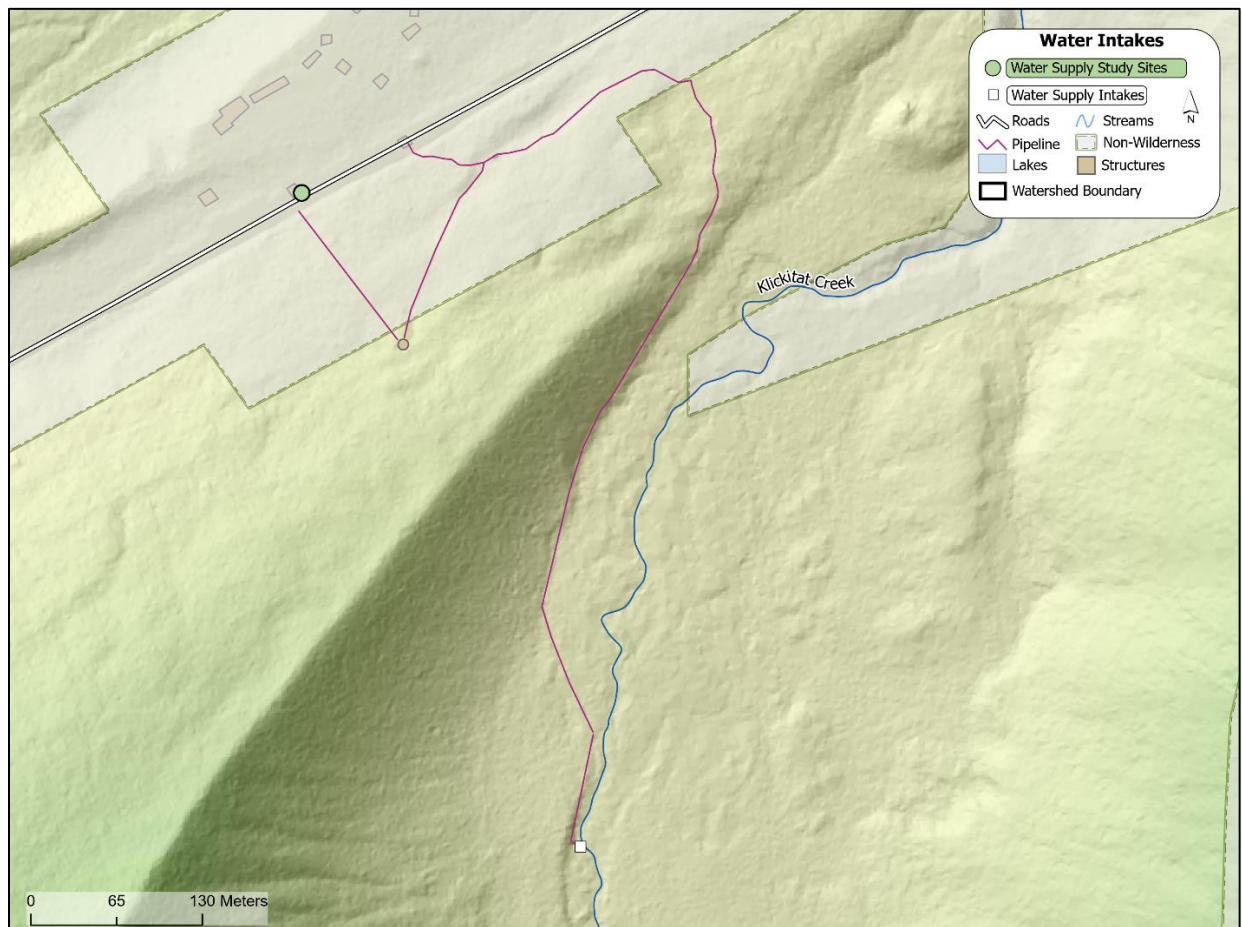 Water Intakes
Water Supply Study Sites
Water Supply Intakes
N
Roads
Streams
Pipeline
Non-Wilderness
Lakes
Structures
Watershed Boundary
Klickitat Creek
0 65 130 Meters